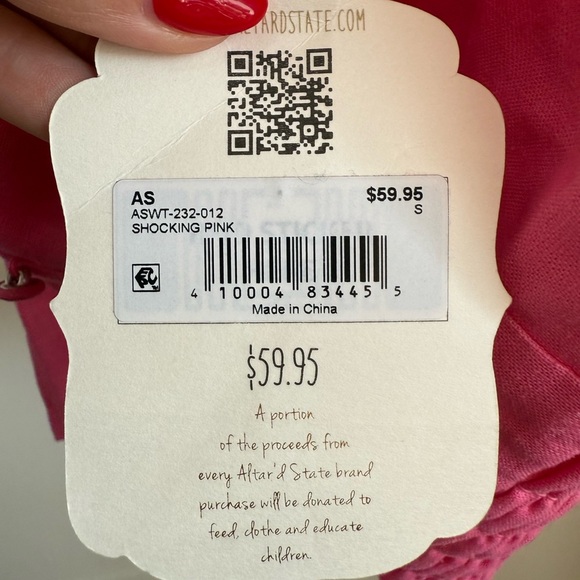 YARDSTATE.COM
AS $59.95
ASWT-232-012 S
SHOCKING PINK
4 10004 83445 5
Made in China
$59.95
A portion
of the proceeds from
every Altar'd State brand
purchase will be donated to
feed, clothe and educate
children.